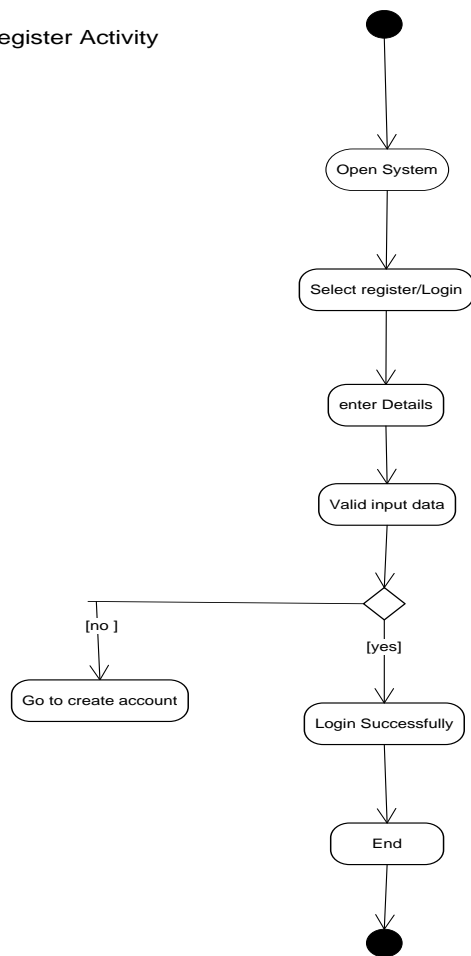 egister Activity
Open System
Select register/Login
enter Details
Valid input data
[no ]
[yes]
Go to create account
Login Successfully
End